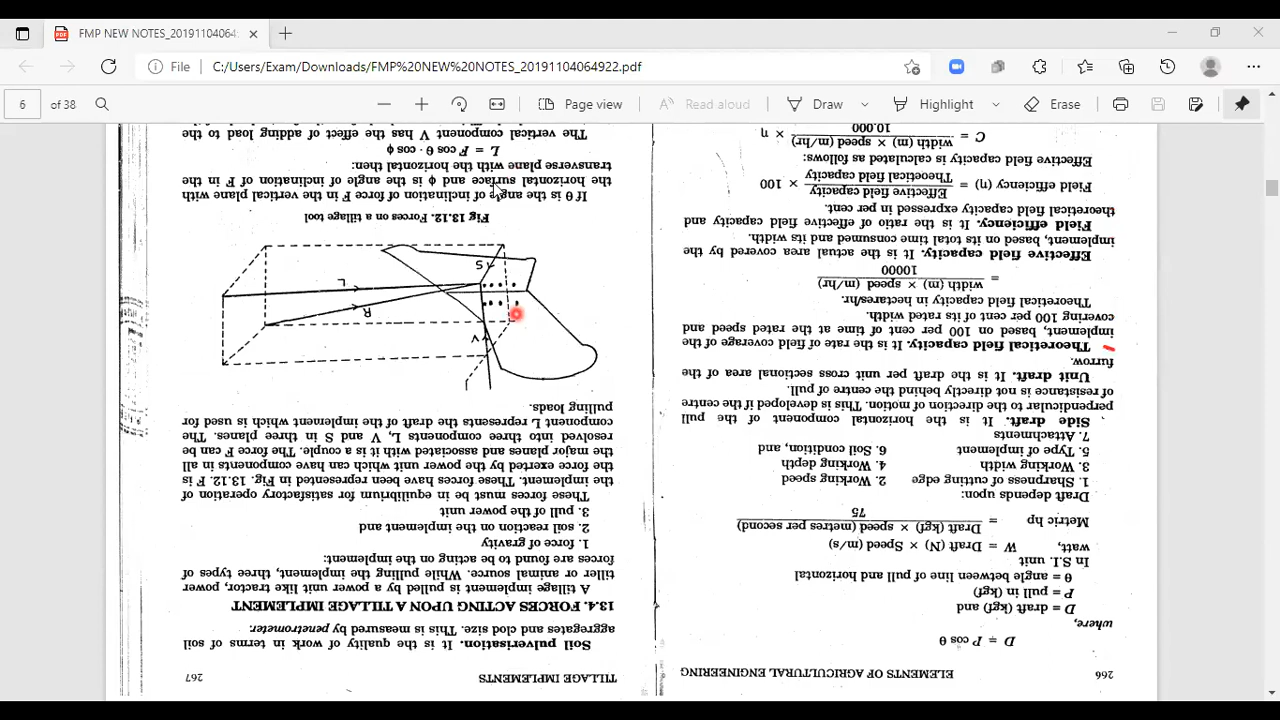 FMP NEW NOTES_20191104064
File
C:/Users/Exam/Downloads/FMP%20NEW%20NOTES_20191104064922.pdf
6 of 38
Page view
Read aloud
Draw
Highlight
Erase
266 ELEMENTS OF AGRICULTURAL ENGINEERING
D = P cos θ
where,
D = draft (kgf) and
P = pull in (kgf)
θ = angle between line of pull and horizontal
In S.I. unit
watt, W = Draft (N) × Speed (m/s)
Metric hp = Draft (kgf) × speed (metres per second)
75
Draft depends upon:
1. Sharpness of cutting edge 2. Working speed
3. Working width 4. Working depth
5. Type of implement 6. Soil condition, and
7. Attachments
Side draft. It is the horizontal component of the pull
perpendicular to the direction of motion. This is developed if the centre
of resistance is not directly behind the centre of pull.
Unit draft. It is the draft per unit cross sectional area of the
furrow.
Theoretical field capacity. It is the rate of field coverage of the
implement, based on 100 per cent of time at the rated speed and
covering 100 per cent of its rated width.
Theoretical field capacity in hectares/hr.
= width (m) × speed (m/hr)
10000
Effective field capacity. It is the actual area covered by the
implement, based on its total time consumed and its width.
Field efficiency. It is the ratio of effective field capacity and
theoretical field capacity expressed in per cent.
Field efficiency (η) = Effective field capacity × 100
Theoretical field
capacity
Effective field capacity is calculated as follows:
C = width (m) × speed (m/hr) × η
10.000
TILLAGE IMPLEMENTS 267
Soil pulverisation. It is the quality of work in terms of soil
aggregates and clod size. This is measured by penetrometer.
13.4. FORCES ACTING UPON A TILLAGE IMPLEMENT
A tillage implement is pulled by a power unit like tractor, power
tiller or animal source. While pulling the implement, three types of
forces are found to be acting on the implement:
1. force of gravity
2. soil reaction on the implement and
3. pull of the power unit
These forces must be in equilibrium for satisfactory operation of
the implement. These forces have been represented in Fig. 13.12. F is
the force exerted by the power unit which can have components in all
the major planes and associated with it is a couple. The force F can be
resolved into three components L, V and S in three planes. The
component L represents the draft of the implement which is used for
pulling loads.
V
R
L
S
Fig 13.12. Forces on a tillage tool
If θ is the angle of inclination of force F in the vertical plane with
the horizontal surface and ϕ is the angle of inclination of F in the
transverse plane with the horizontal then:
L = F cos θ · cos ϕ
The vertical component V has the effect of adding load to the